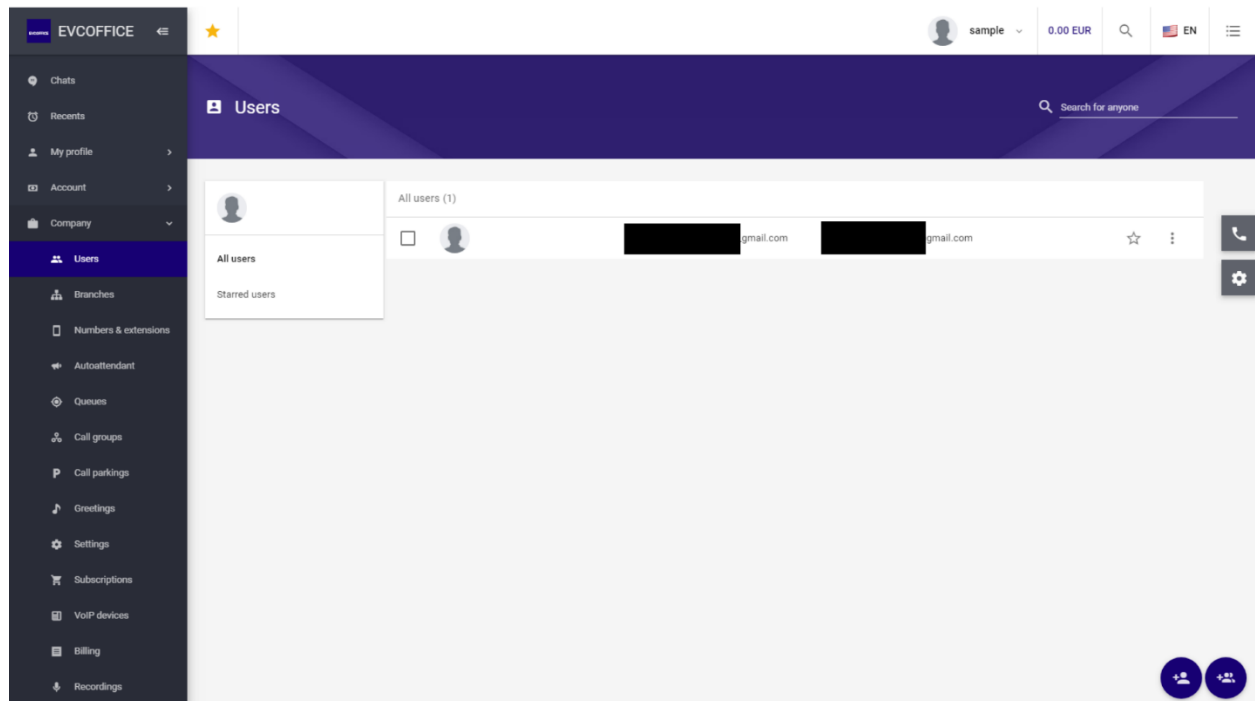 EVCOFFICE
sample
0.00 EUR
EN
Chats
Recents
My profile
Account
Company
Users
Branches
Numbers & extensions
Autoattendant
Queues
Call groups
Call parkings
Greetings
Settings
Subscriptions
VoIP devices
Billing
Recordings
Users
Search for anyone
All users
Starred users
All users (1)
gmail.com gmail.com